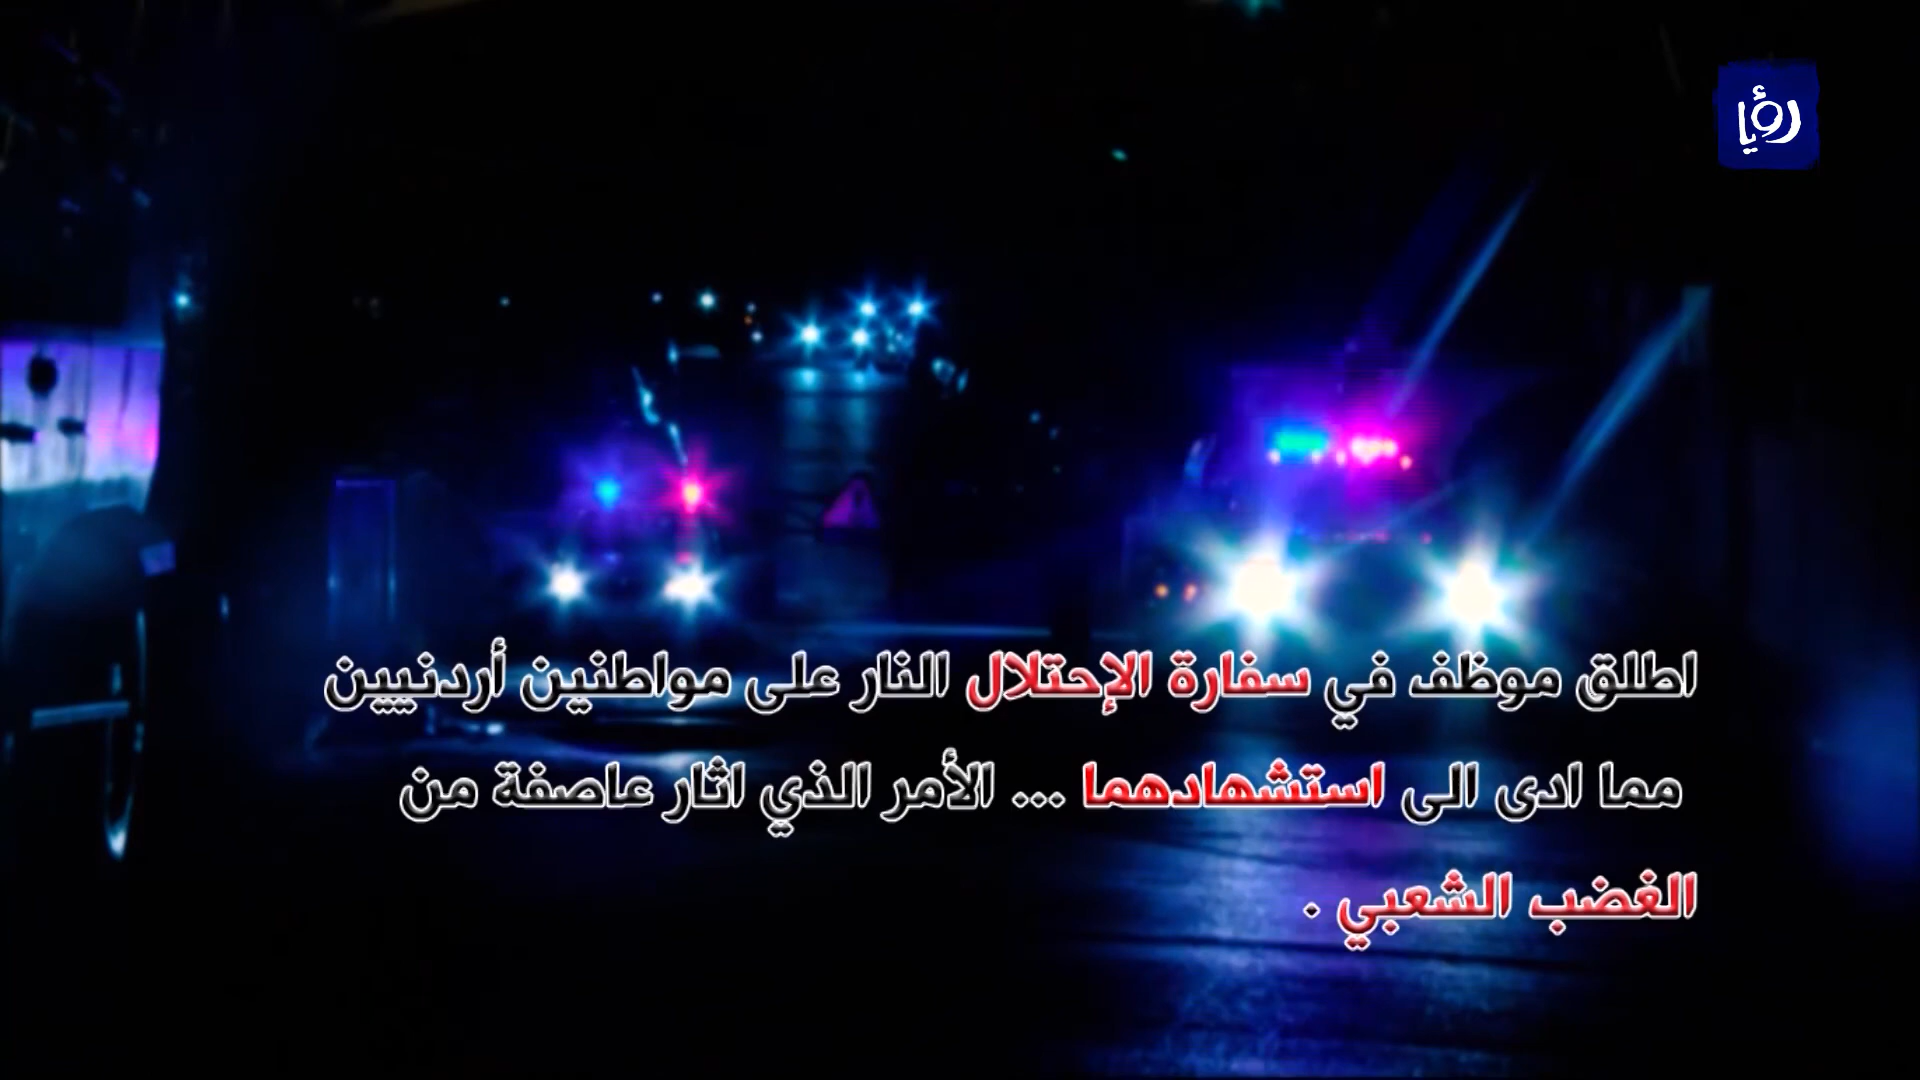 رؤيا
اطلق موظف في سفارة الإحتلال النار على مواطنين أردنيين
مما ادى الى استشهادهما ... الأمر الذي اثار عاصفة من
الغضب الشعبي .